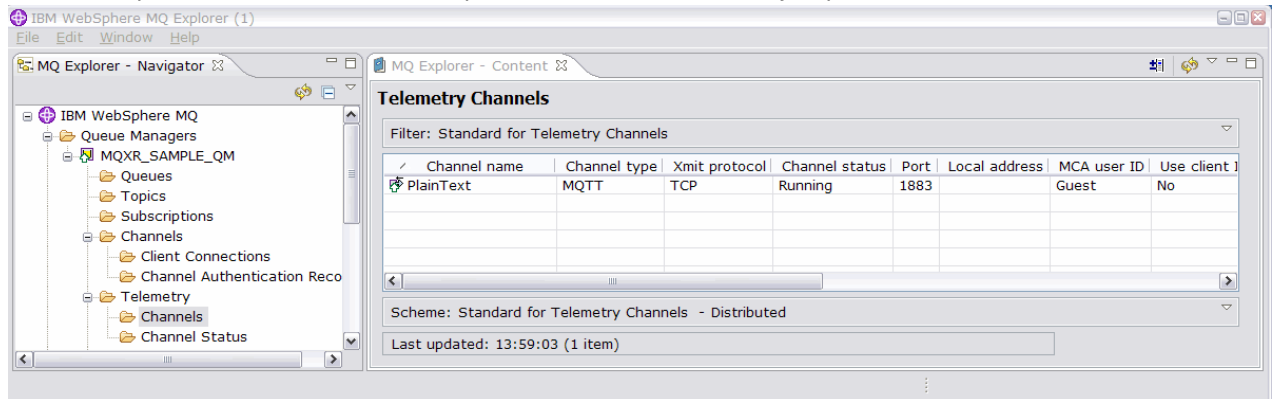 IBM WebSphere MQ Explorer (1)
File Edit Window Help
MQ Explorer - Navigator
MQ Explorer - Content
Telemetry Channels
IBM WebSphere MQ
Queue Managers
MQXR_SAMPLE_QM
Queues
Topics
Subscriptions
Channels
Client Connections
Channel Authentication Reco
Telemetry
Channels
Channel Status
Filter: Standard for Telemetry Channels
Channel name Channel type Xmit protocol Channel status Port Local address MCA user ID Use client I
PlainText MQTT TCP Running 1883 Guest No
Scheme: Standard for Telemetry Channels - Distributed
Last updated: 13:59:03 (1 item)